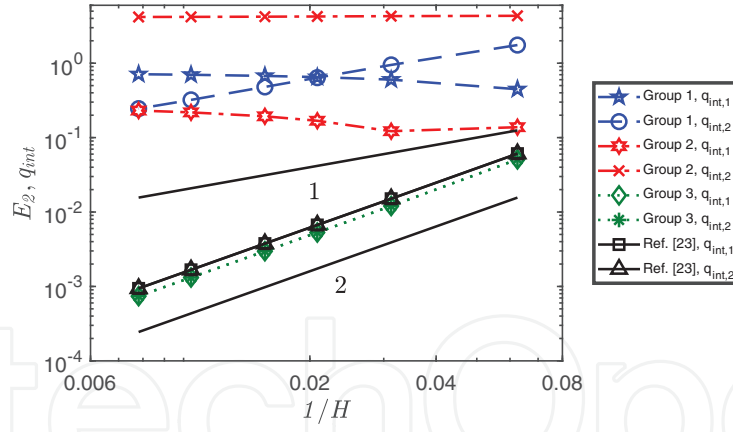 10^0
10^-1
10^-2
10^-3
10^-4
E_2, q_int
1
2
0.006 0.02 0.04 0.08
1/H
Group 1, q_int,1
Group 1, q_int,2
Group 2, q_int,1
Group 2, q_int,2
Group 3, q_int,1
Group 3, q_int,2
Ref. [23], q_int,1
Ref. [23], q_int,2